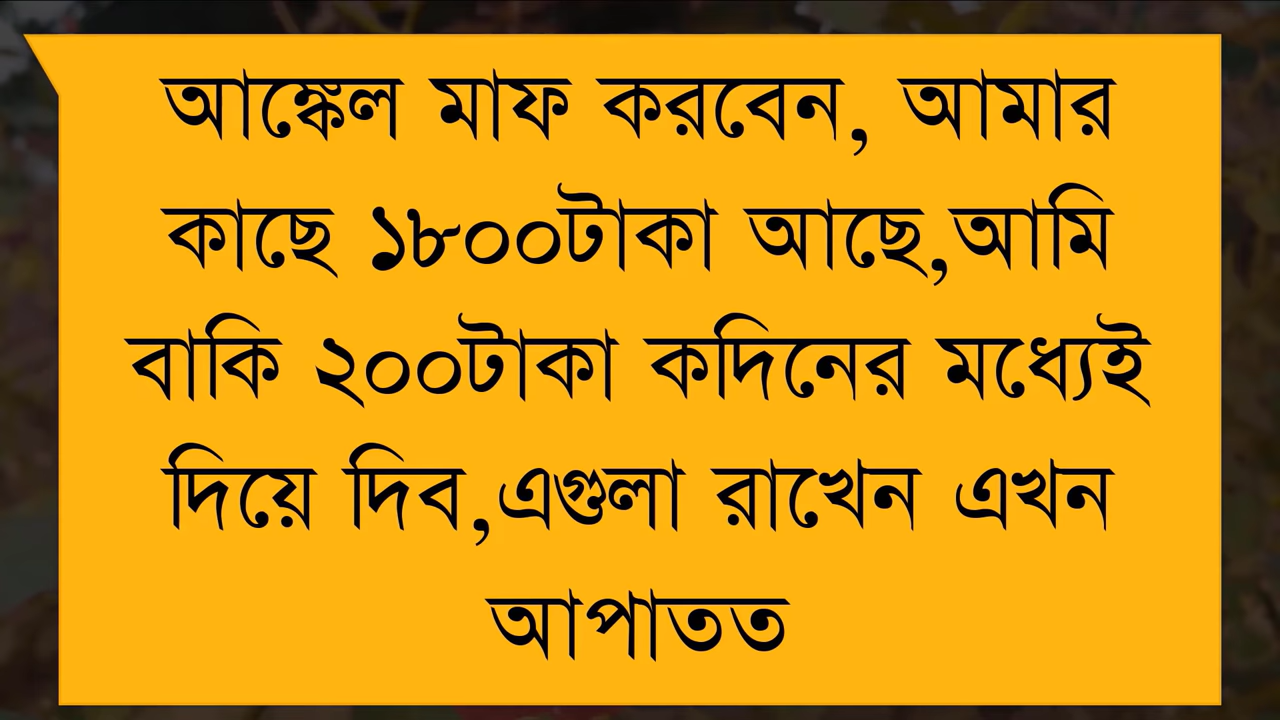 আঙ্কেল মাফ করবেন, আমার
কাছে ১৮০০টাকা আছে,আমি
বাকি ২০০টাকা কদিনের মধ্যেই
দিয়ে দিব,এগুলা রাখেন এখন
আপাতত